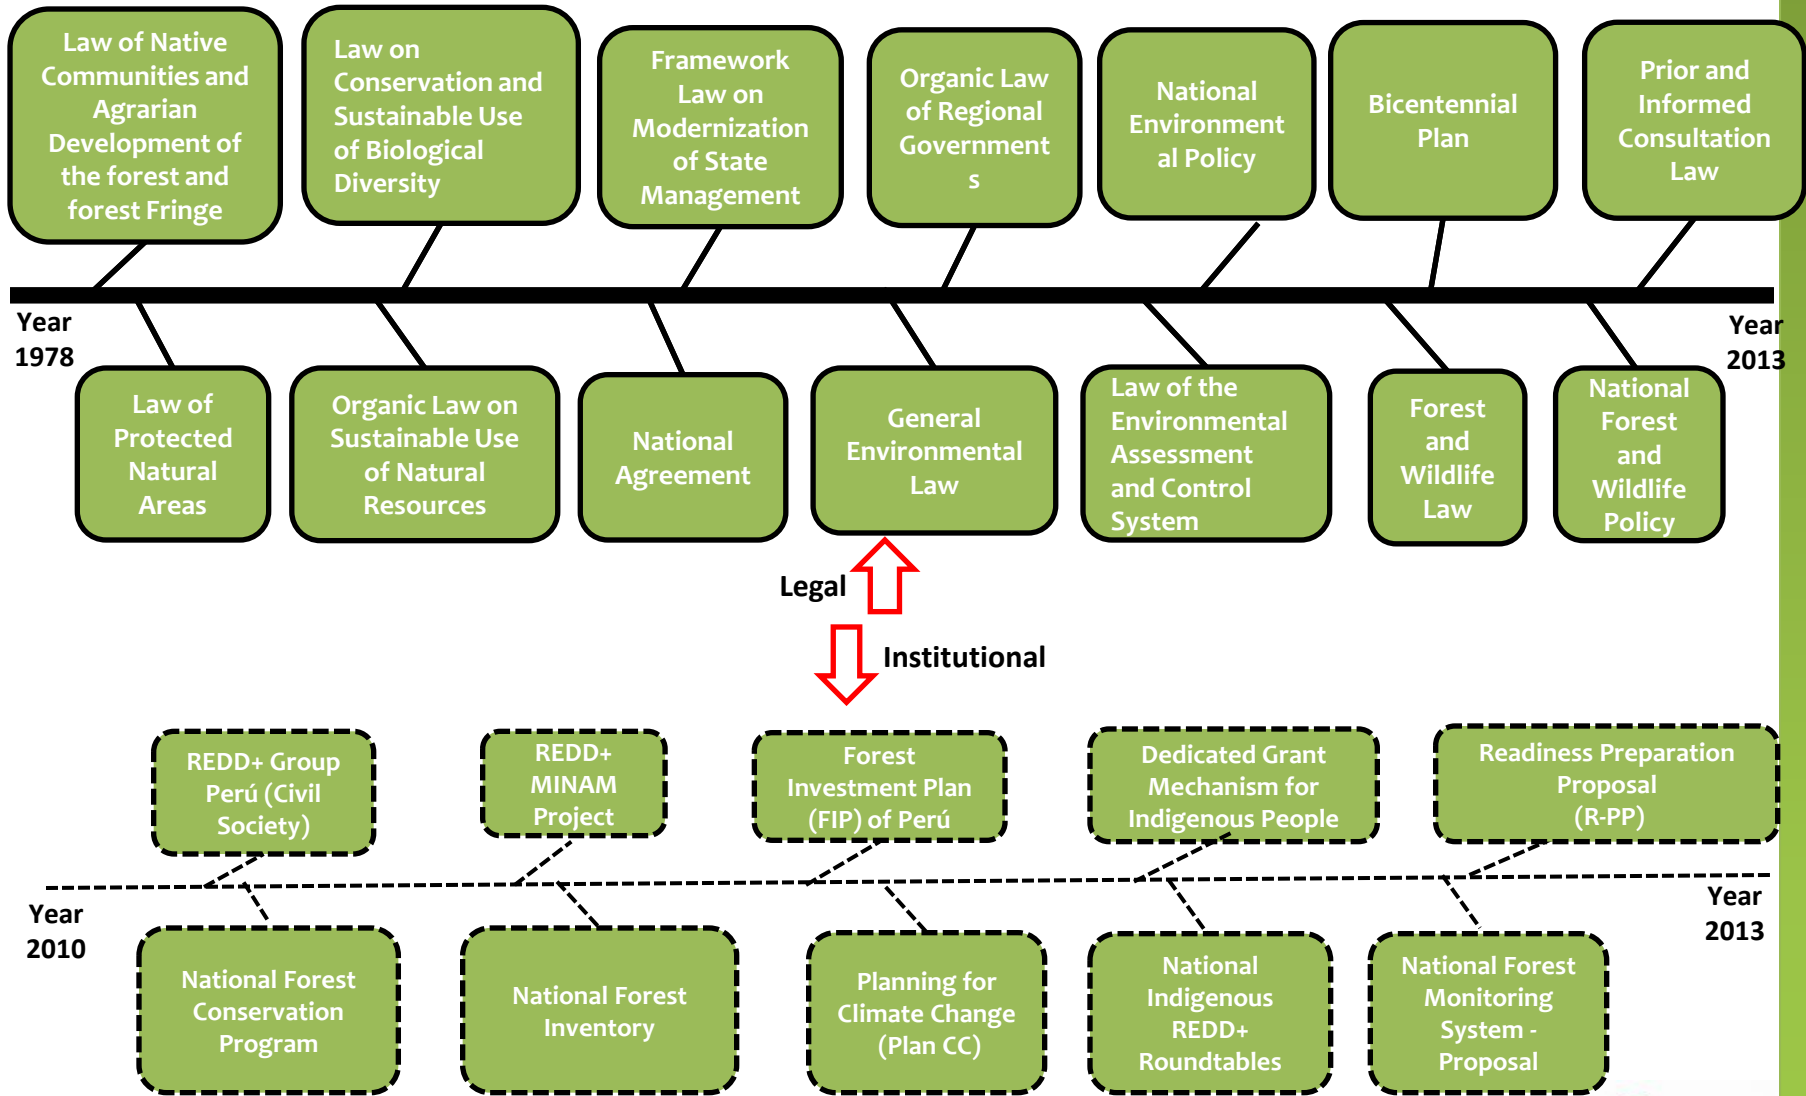 Law of Native
Communities and
Agrarian
Development of
the forest and
forest Fringe
Law on
Conservation and
Sustainable Use
of Biological
Diversity
Framework
Law on
Modernization
of State
Management
Organic Law
of Regional
Government
s
National
Environment
al Policy
Bicentennial
Plan
Prior and
Informed
Consultation
Law
Year
1978
Year
2013
Law of
Protected
Natural
Areas
Organic Law on
Sustainable Use
of Natural
Resources
National
Agreement
General
Environmental
Law
Law of the
Environmental
Assessment
and Control
System
Forest
and
Wildlife
Law
National
Forest
and
Wildlife
Policy
Legal
Institutional
REDD+ Group
Perú (Civil
Society)
REDD+
MINAM
Project
Forest
Investment Plan
(FIP) of Perú
Dedicated Grant
Mechanism for
Indigenous People
Readiness Preparation
Proposal
(R-PP)
Year
2010
Year
2013
National Forest
Conservation
Program
National Forest
Inventory
Planning for
Climate Change
(Plan CC)
National
Indigenous
REDD+
Roundtables
National Forest
Monitoring
System -
Proposal